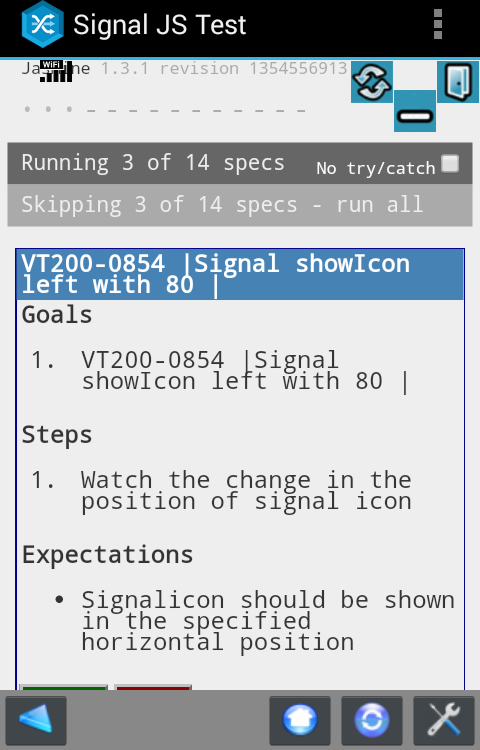 Signal JS Test
WiFi
1.3.1 revision 1354556913
Running 3 of 14 specs
No try/catch
Skipping 3 of 14 specs - run all
VT200-0854 |Signal showIcon
left with 80 |
Goals
1. VT200-0854 |Signal
showIcon left with 80 |
Steps
1. Watch the change in the
position of signal icon
Expectations
• Signalicon should be shown
in the specified
horizontal position